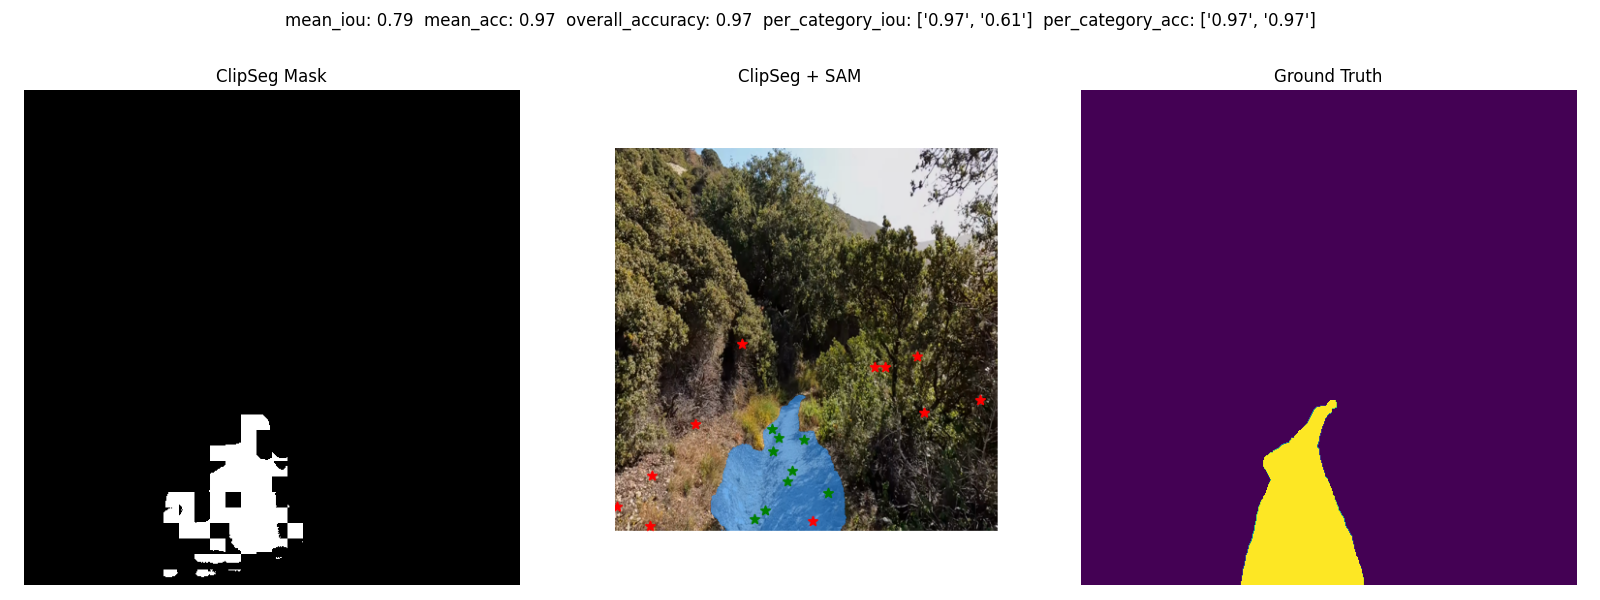 mean_iou: 0.79 mean_acc: 0.97 overall_accuracy: 0.97 per_category_iou: ['0.97', '0.61'] per_category_acc: ['0.97', '0.97']
ClipSeg Mask
ClipSeg + SAM
Ground Truth